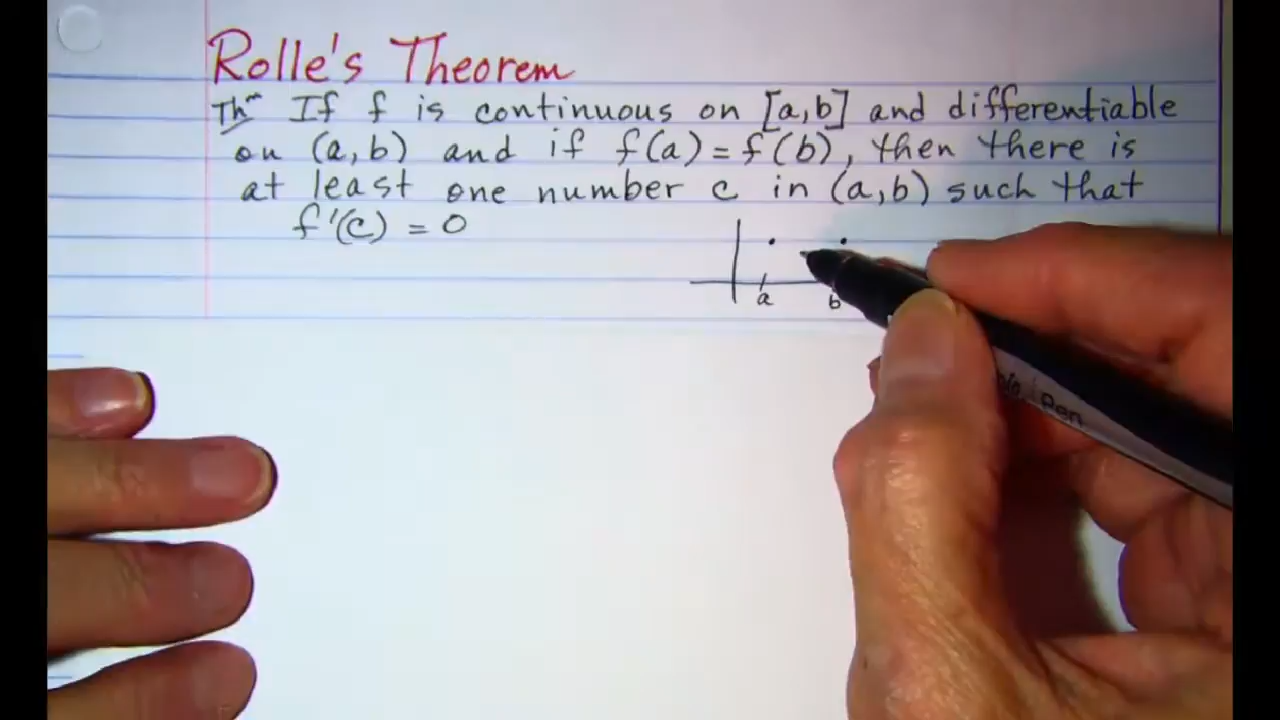 Rolle's Theorem
Thm If f is continuous on [a,b] and differentiable
on (a,b) and if f(a) = f(b), then there is
at least one number c in (a,b) such that
f'(c) = 0
a b
Pen